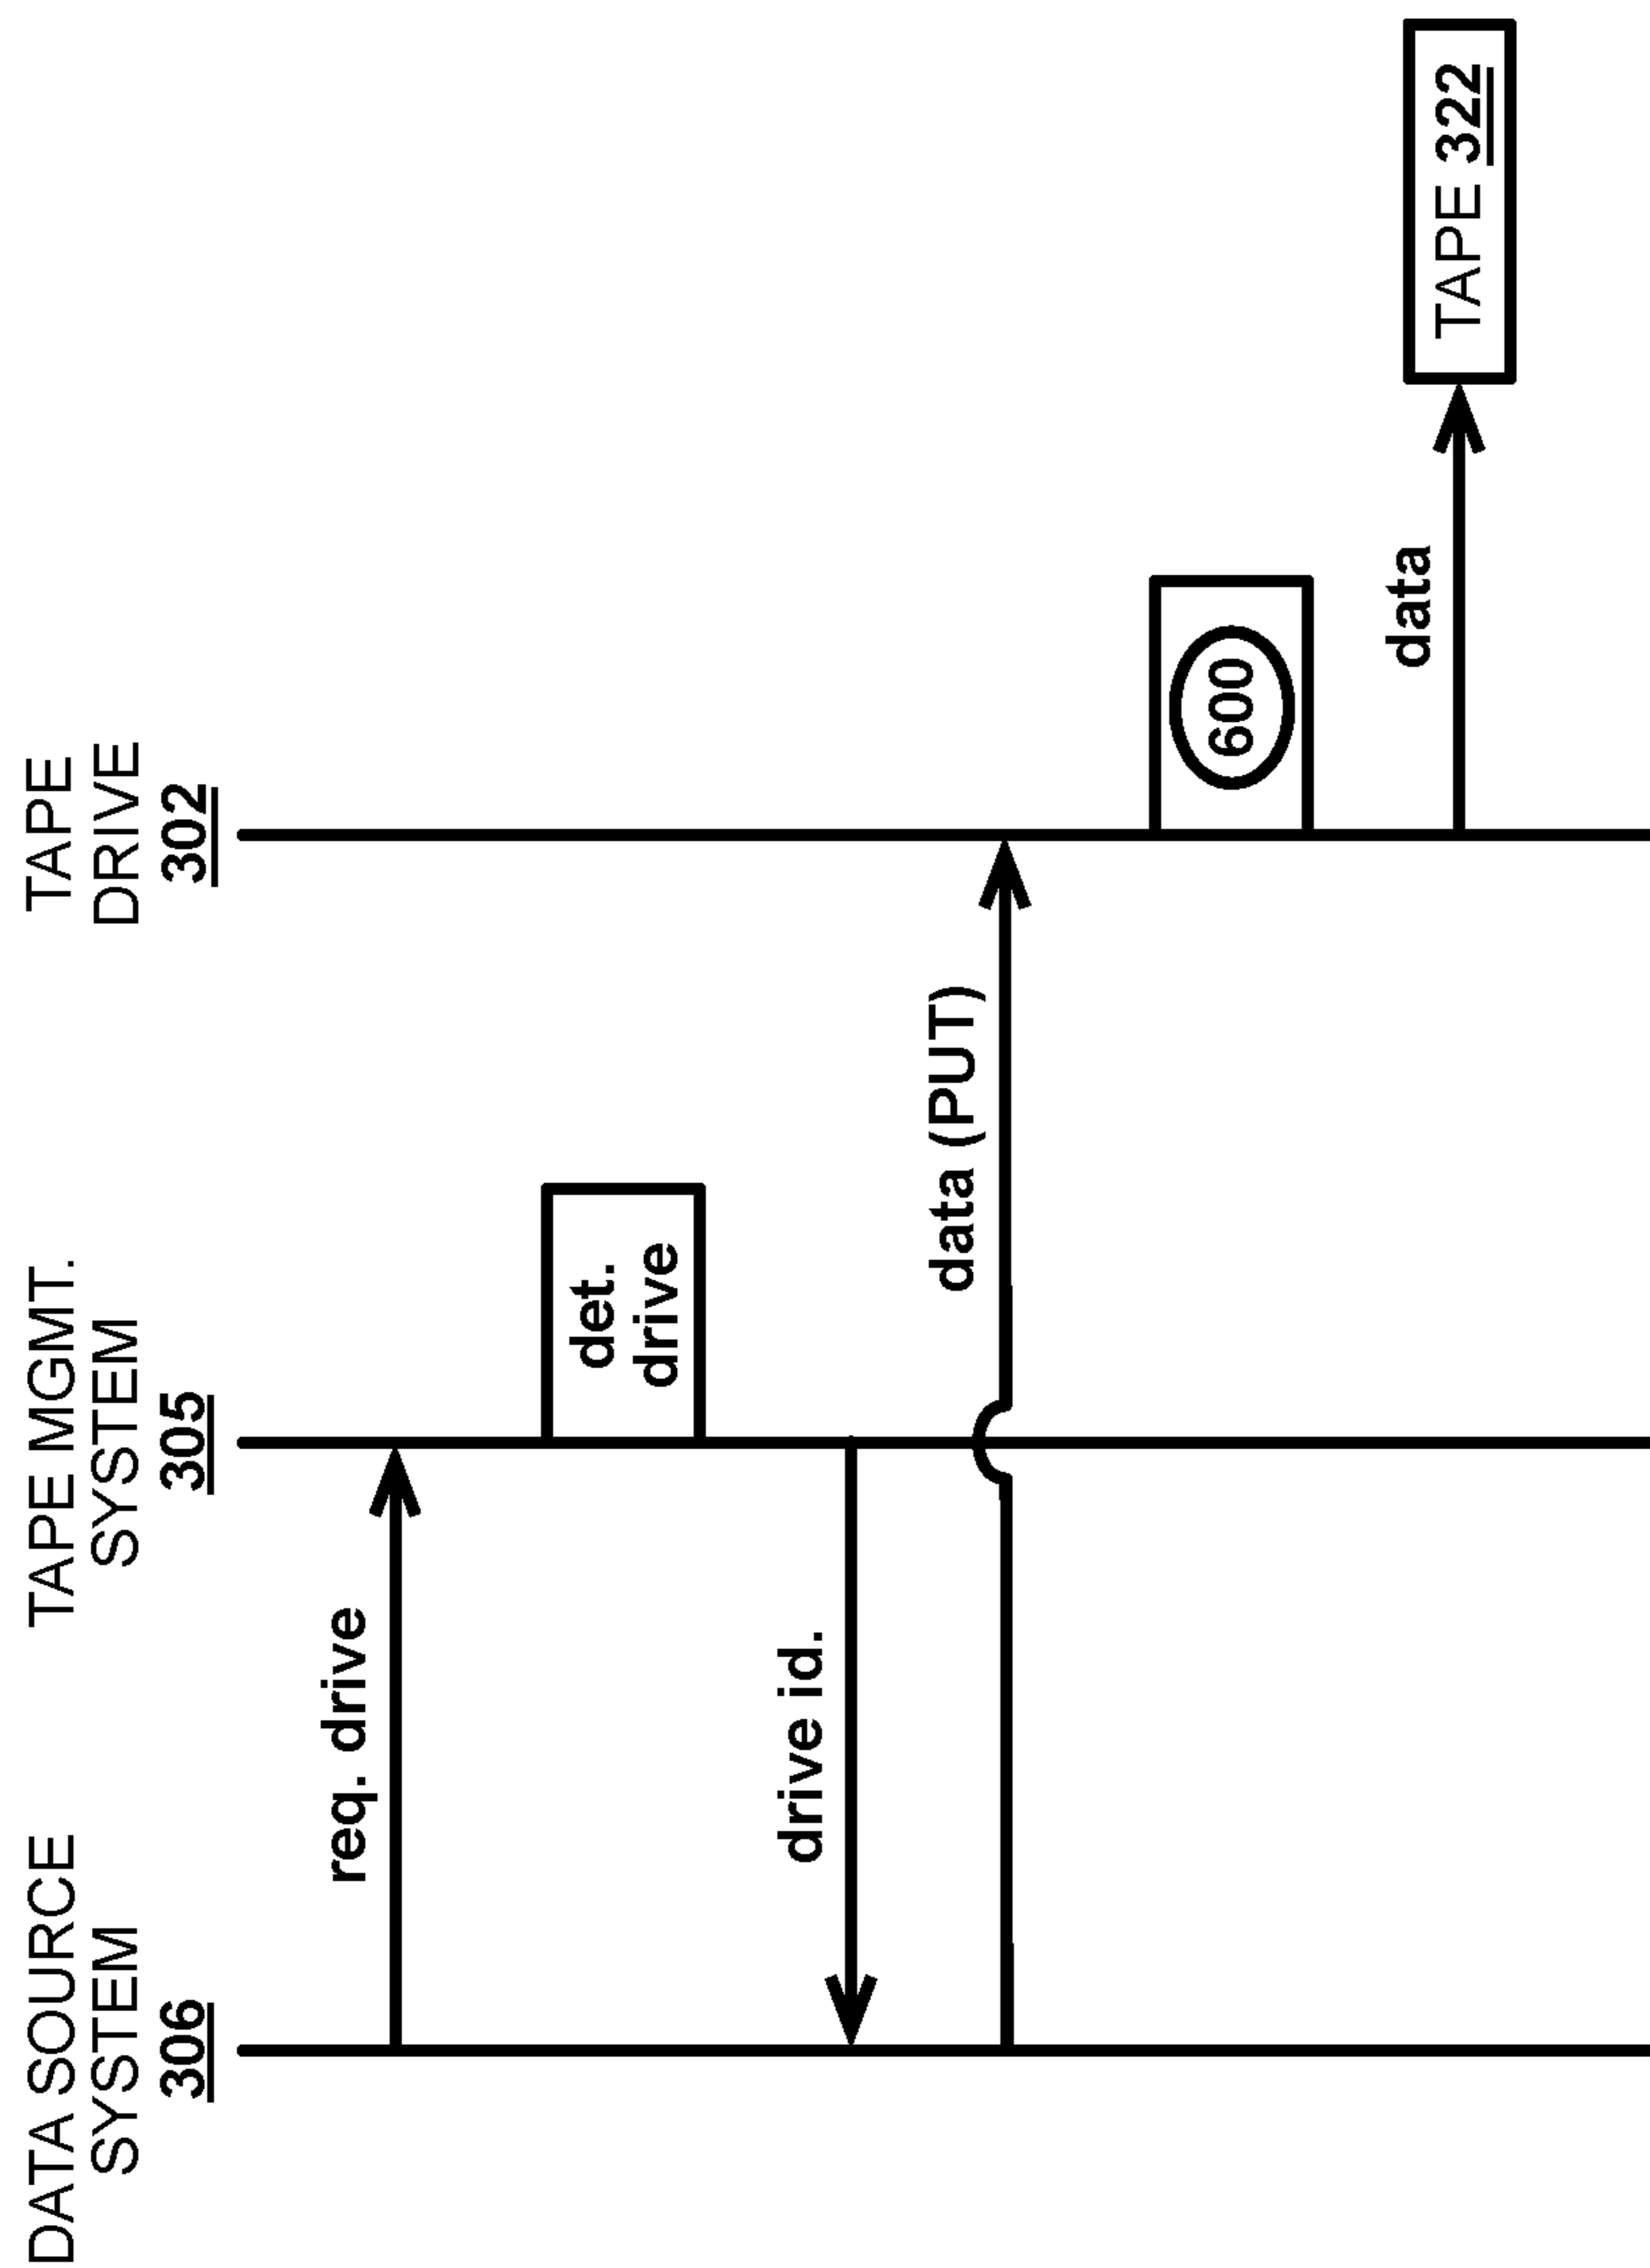 DATA SOURCE
SYSTEM
306
TAPE MGMT.
SYSTEM
305
TAPE
DRIVE
302
req. drive
det.
drive
drive id.
data (PUT)
600
data
TAPE 322